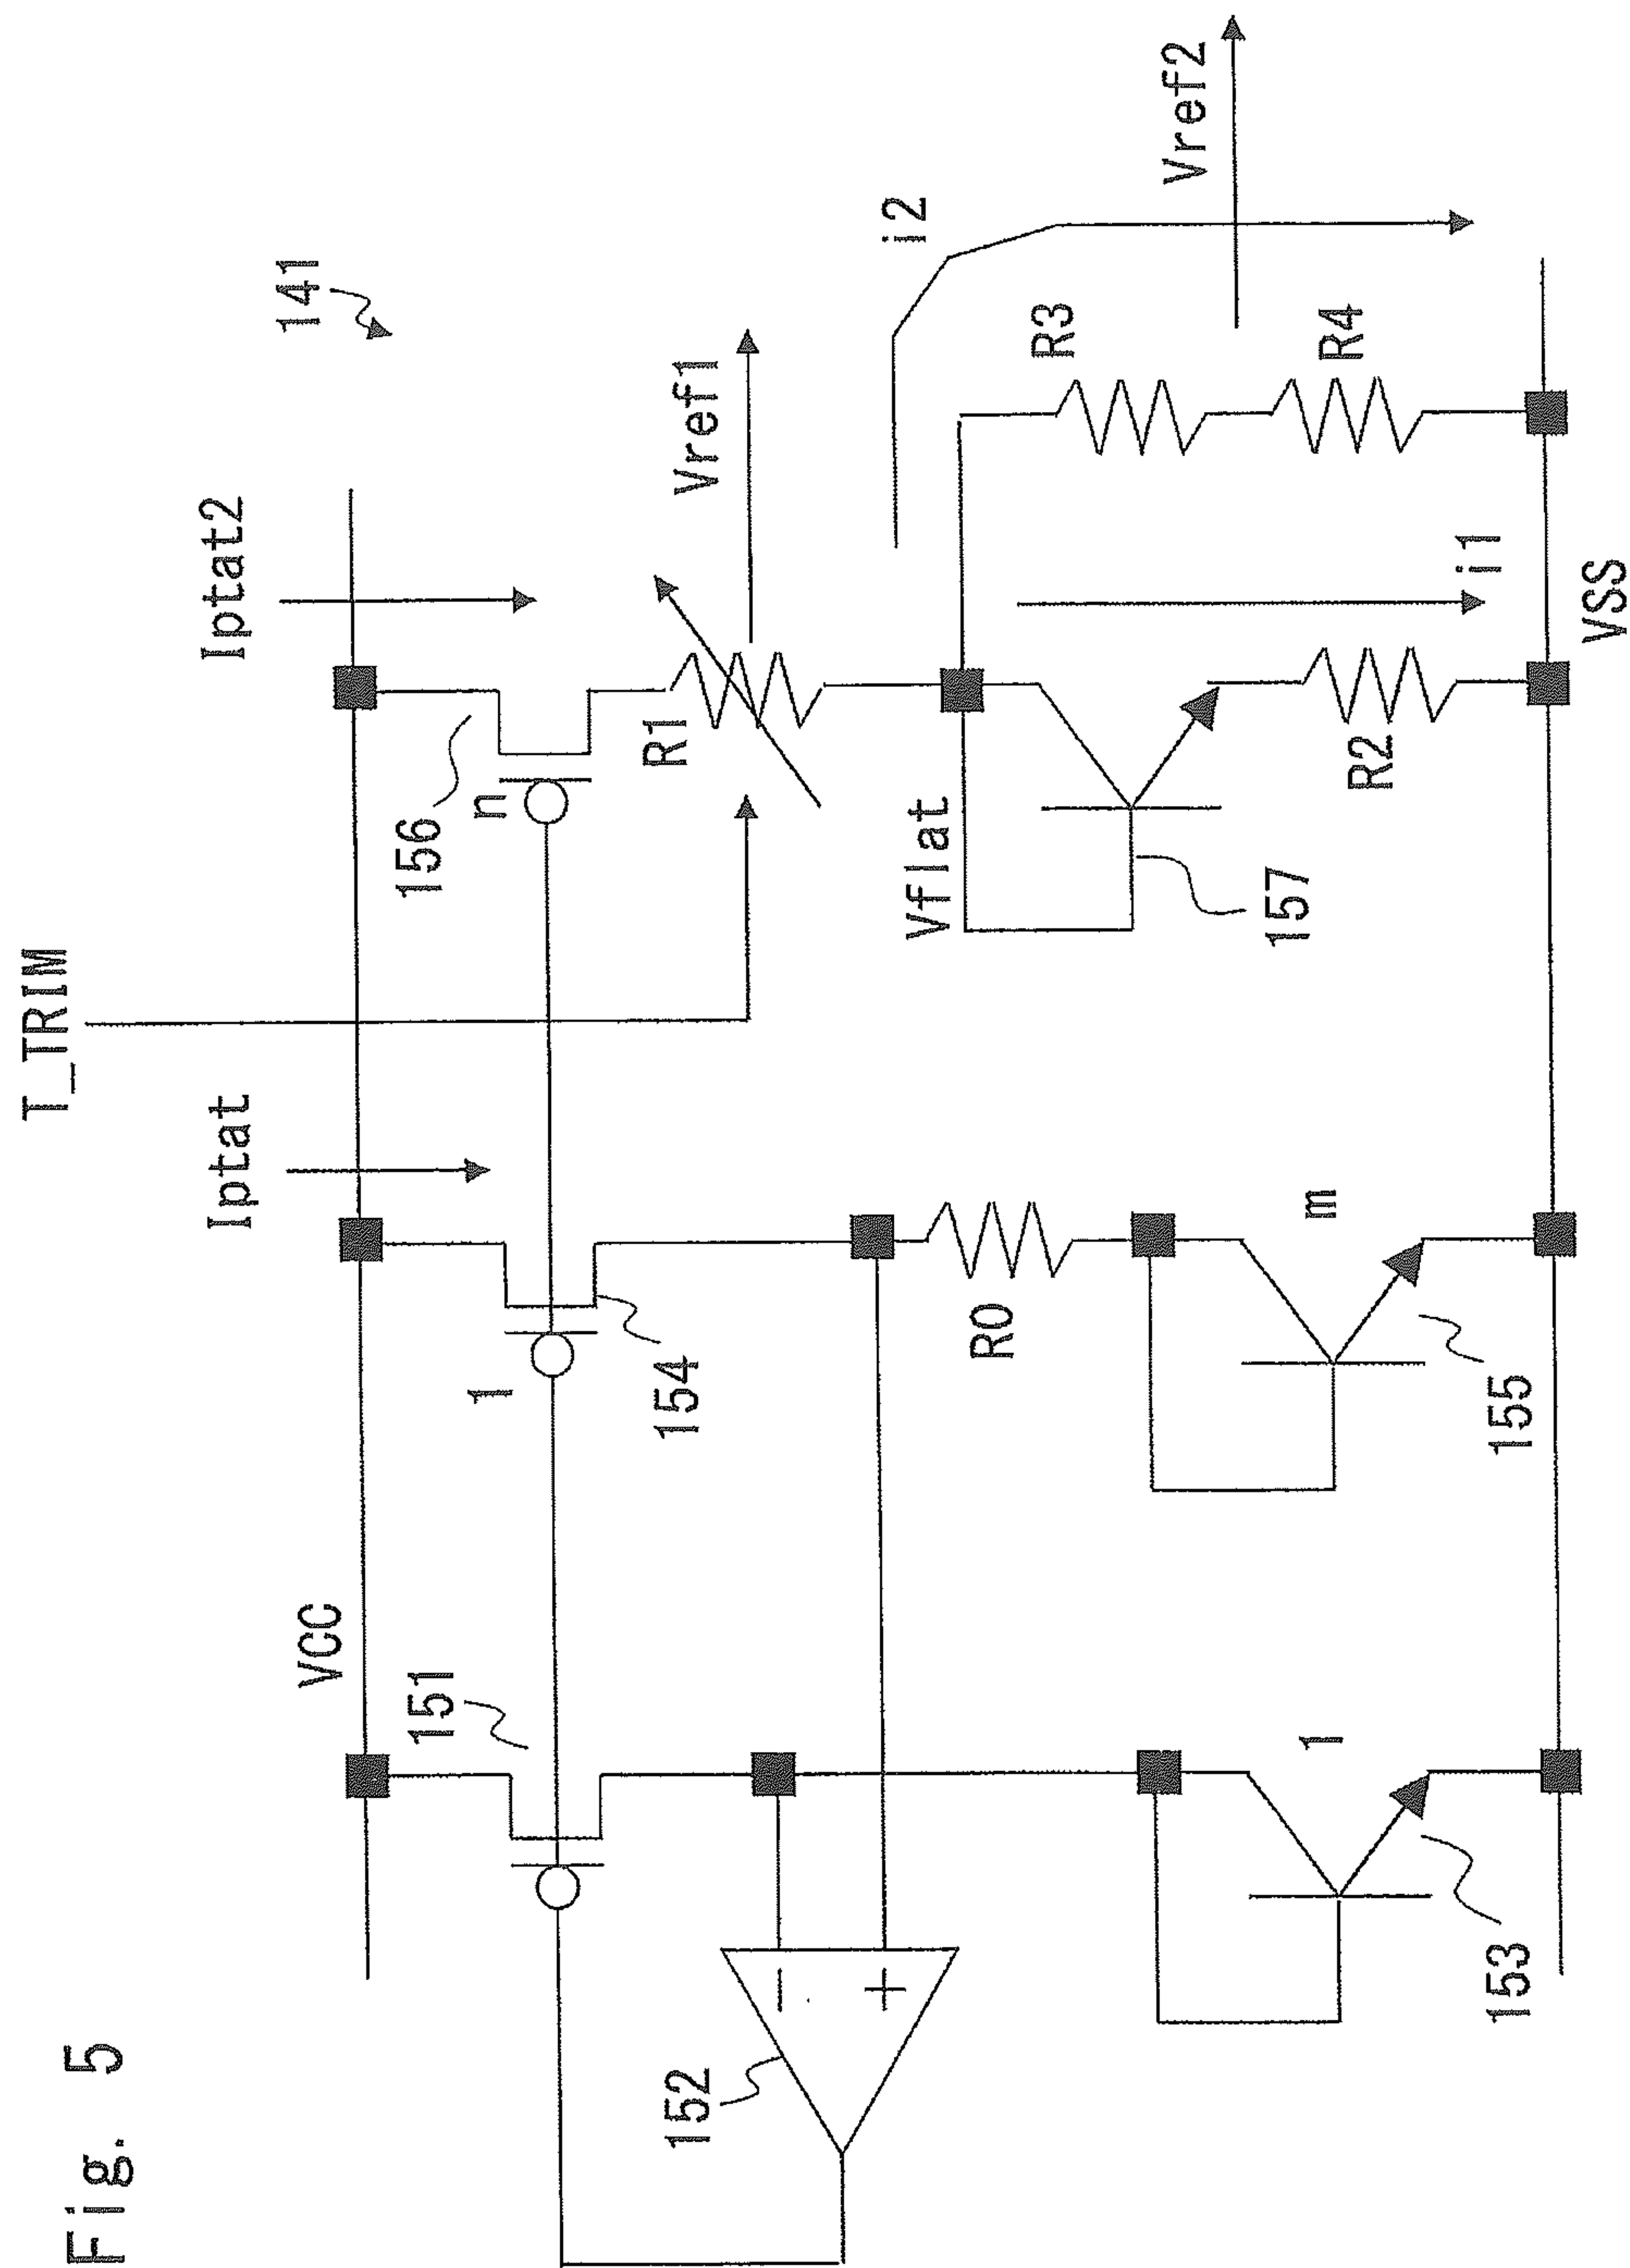 Fig. 5
141
T_TRIM
Iptat
Iptat2
VCC
151
1
154
n
156
152
−
+
R1
Vref1
R0
Vflat
i2
1
153
m
155
157
R2
i1
R3
R4
Vref2
VSS